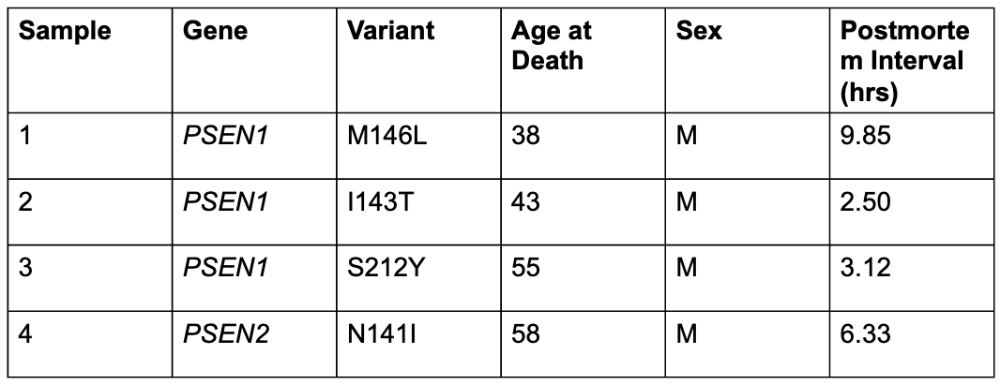 Sample Gene Variant Age at Death Sex Postmorte m Interval (hrs)
1 PSEN1 M146L 38 M 9.85
2 PSEN1 I143T 43 M 2.50
3 PSEN1 S212Y 55 M 3.12
4 PSEN2 N141I 58 M 6.33